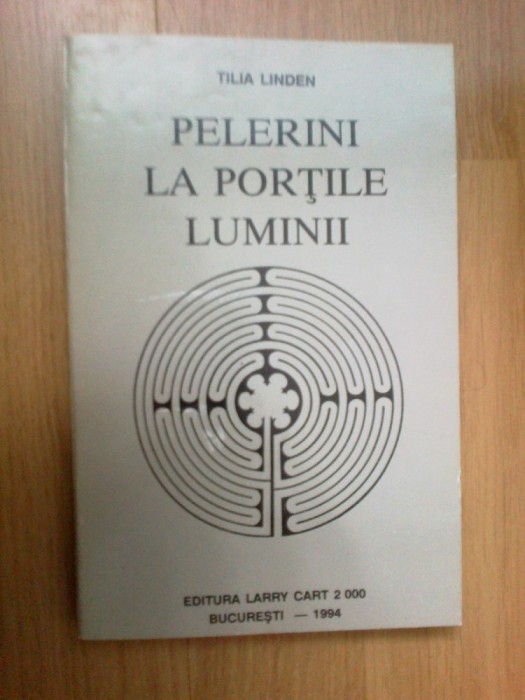 TILIA LINDEN
PELERINI
LA PORŢILE
LUMINII
EDITURA LARRY CART 2 000
BUCUREŞTI — 1994